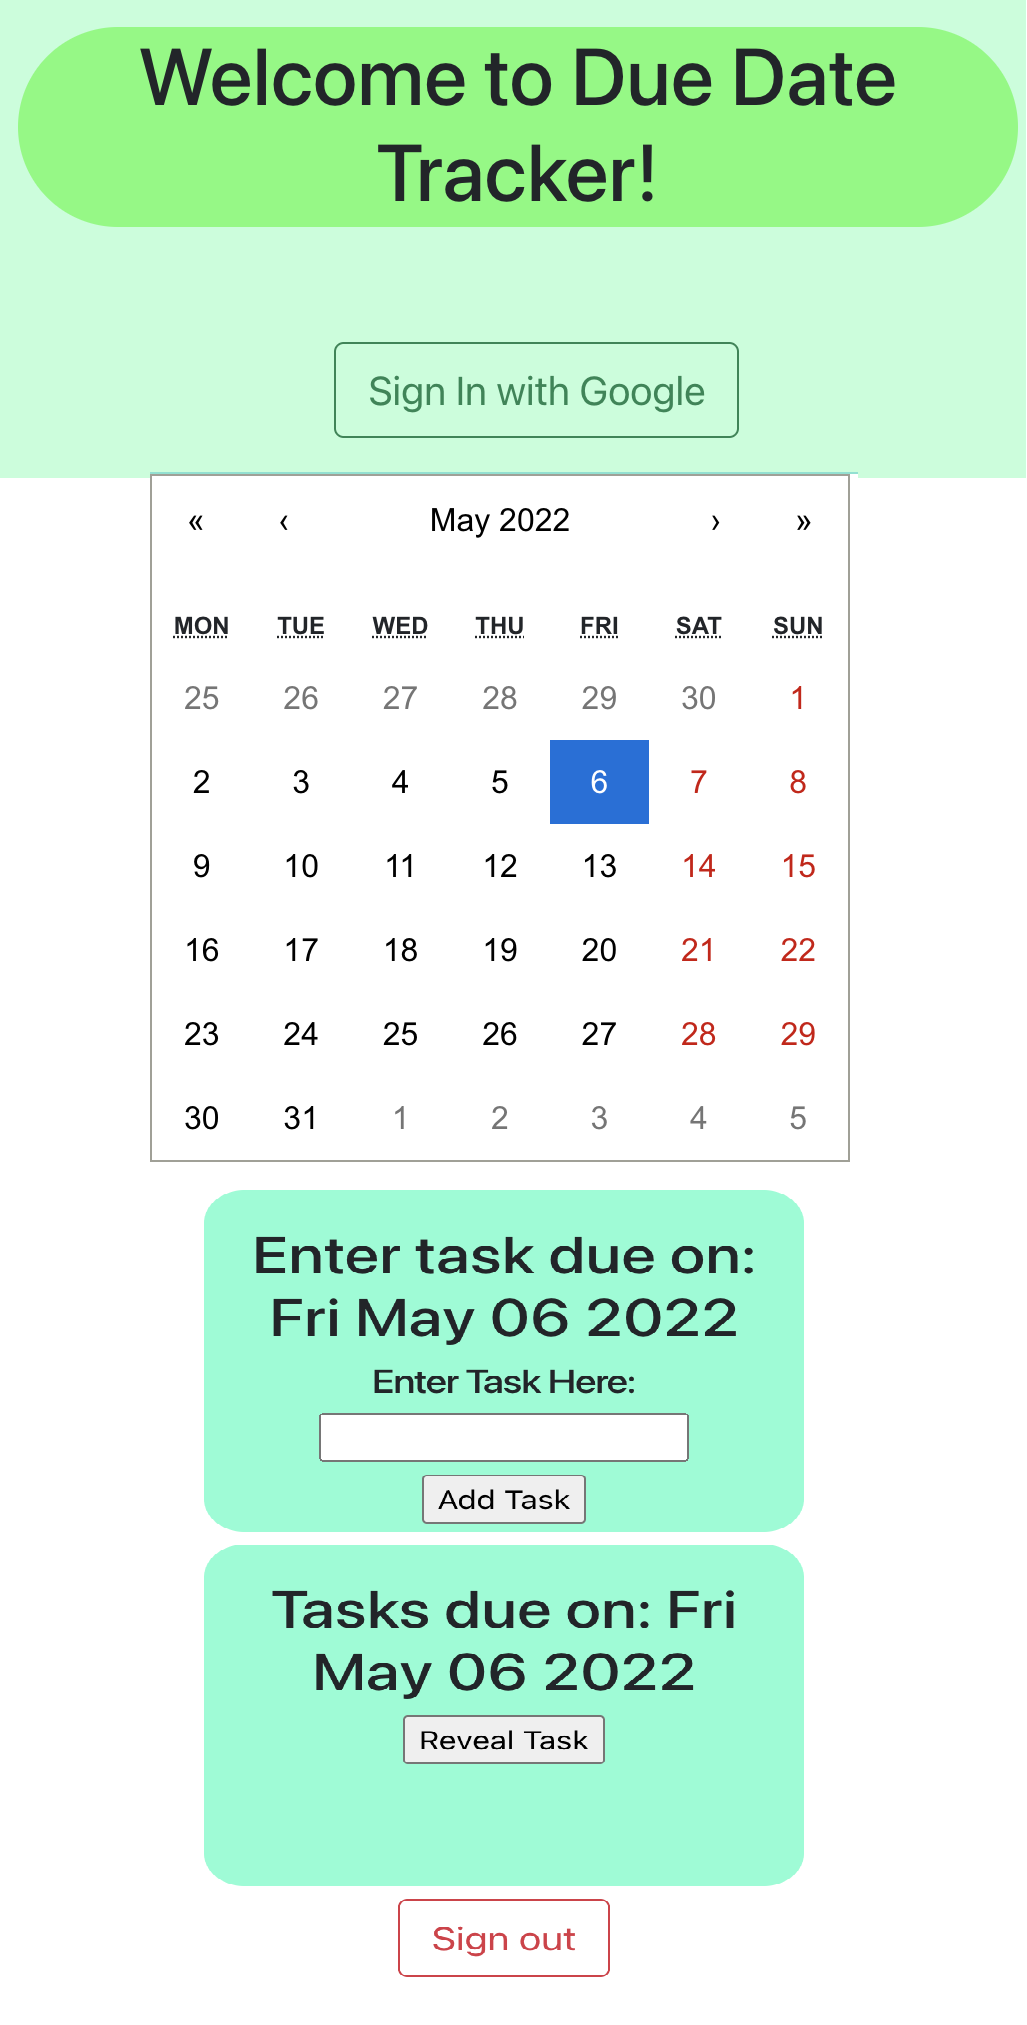 Welcome to Due Date
Tracker!
Sign In with Google
« ‹ May 2022 › »
MON TUE WED THU FRI SAT SUN
25 26 27 28 29 30 1
2 3 4 5 6 7 8
9 10 11 12 13 14 15
16 17 18 19 20 21 22
23 24 25 26 27 28 29
30 31 1 2 3 4 5
Enter task due on:
Fri May 06 2022
Enter Task Here:
Add Task
Tasks due on: Fri
May 06 2022
Reveal Task
Sign out